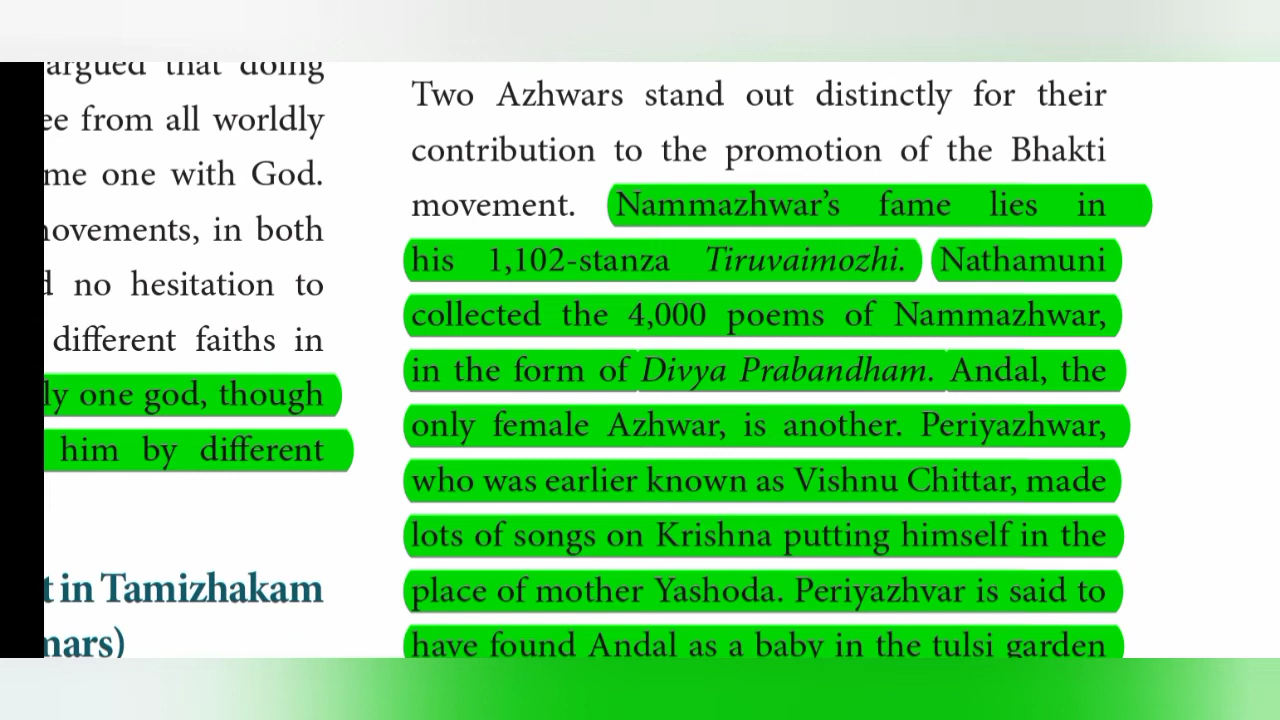 argued that doing
from all worldly
me one with God.
in both
no hesitation to
different faiths in
one god, though
him by different
in Tamizhakam
Two Azhwars stand out distinctly for their
contribution to the promotion of the Bhakti
movement. Nammazhwar's fame lies in
his 1,102-stanza Tiruvaimozhi. Nathamuni
collected the 4,000 poems of Nammazhwar,
in the form of Divya Prabandham. Andal, the
only female Azhwar, is another. Periyazhwar,
who was earlier known as Vishnu Chittar, made
lots of songs on Krishna putting himself in the
place of mother Yashoda. Periyazhvar is said to
have found Andal as a baby in the tulsi garden